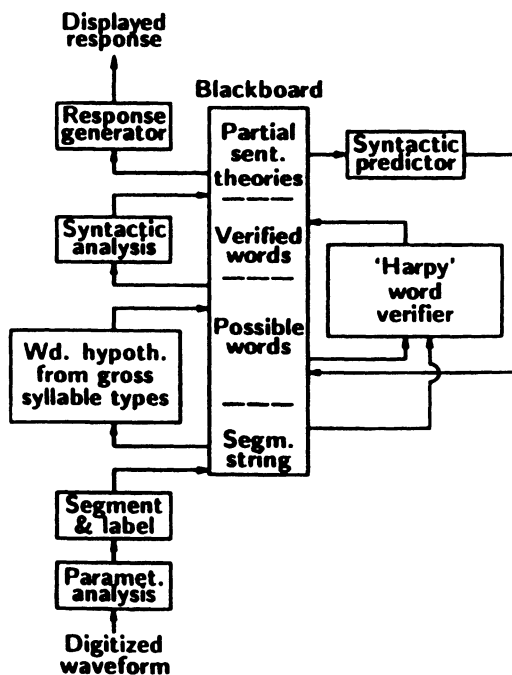 Displayed
response
Response
generator
Syntactic
analysis
Wd. hypoth.
from gross
syllable types
Segment
& label
Paramet.
analysis
Digitized
waveform
Blackboard
Partial
sent.
theories
Verified
words
Possible
words
Segm.
string
Syntactic
predictor
'Harpy'
word
verifier